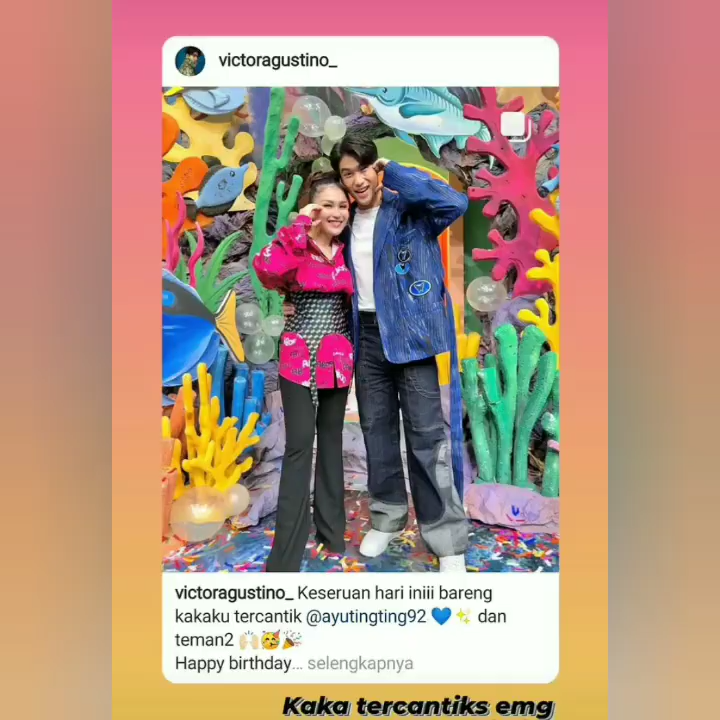 victoragustino_
victoragustino_ Keseruan hari iniii bareng
kakaku tercantik @ayutingting92 💙✨ dan
teman2 🙌🏻🥳🎉
Happy birthday... selengkapnya
Kaka tercantiks emg